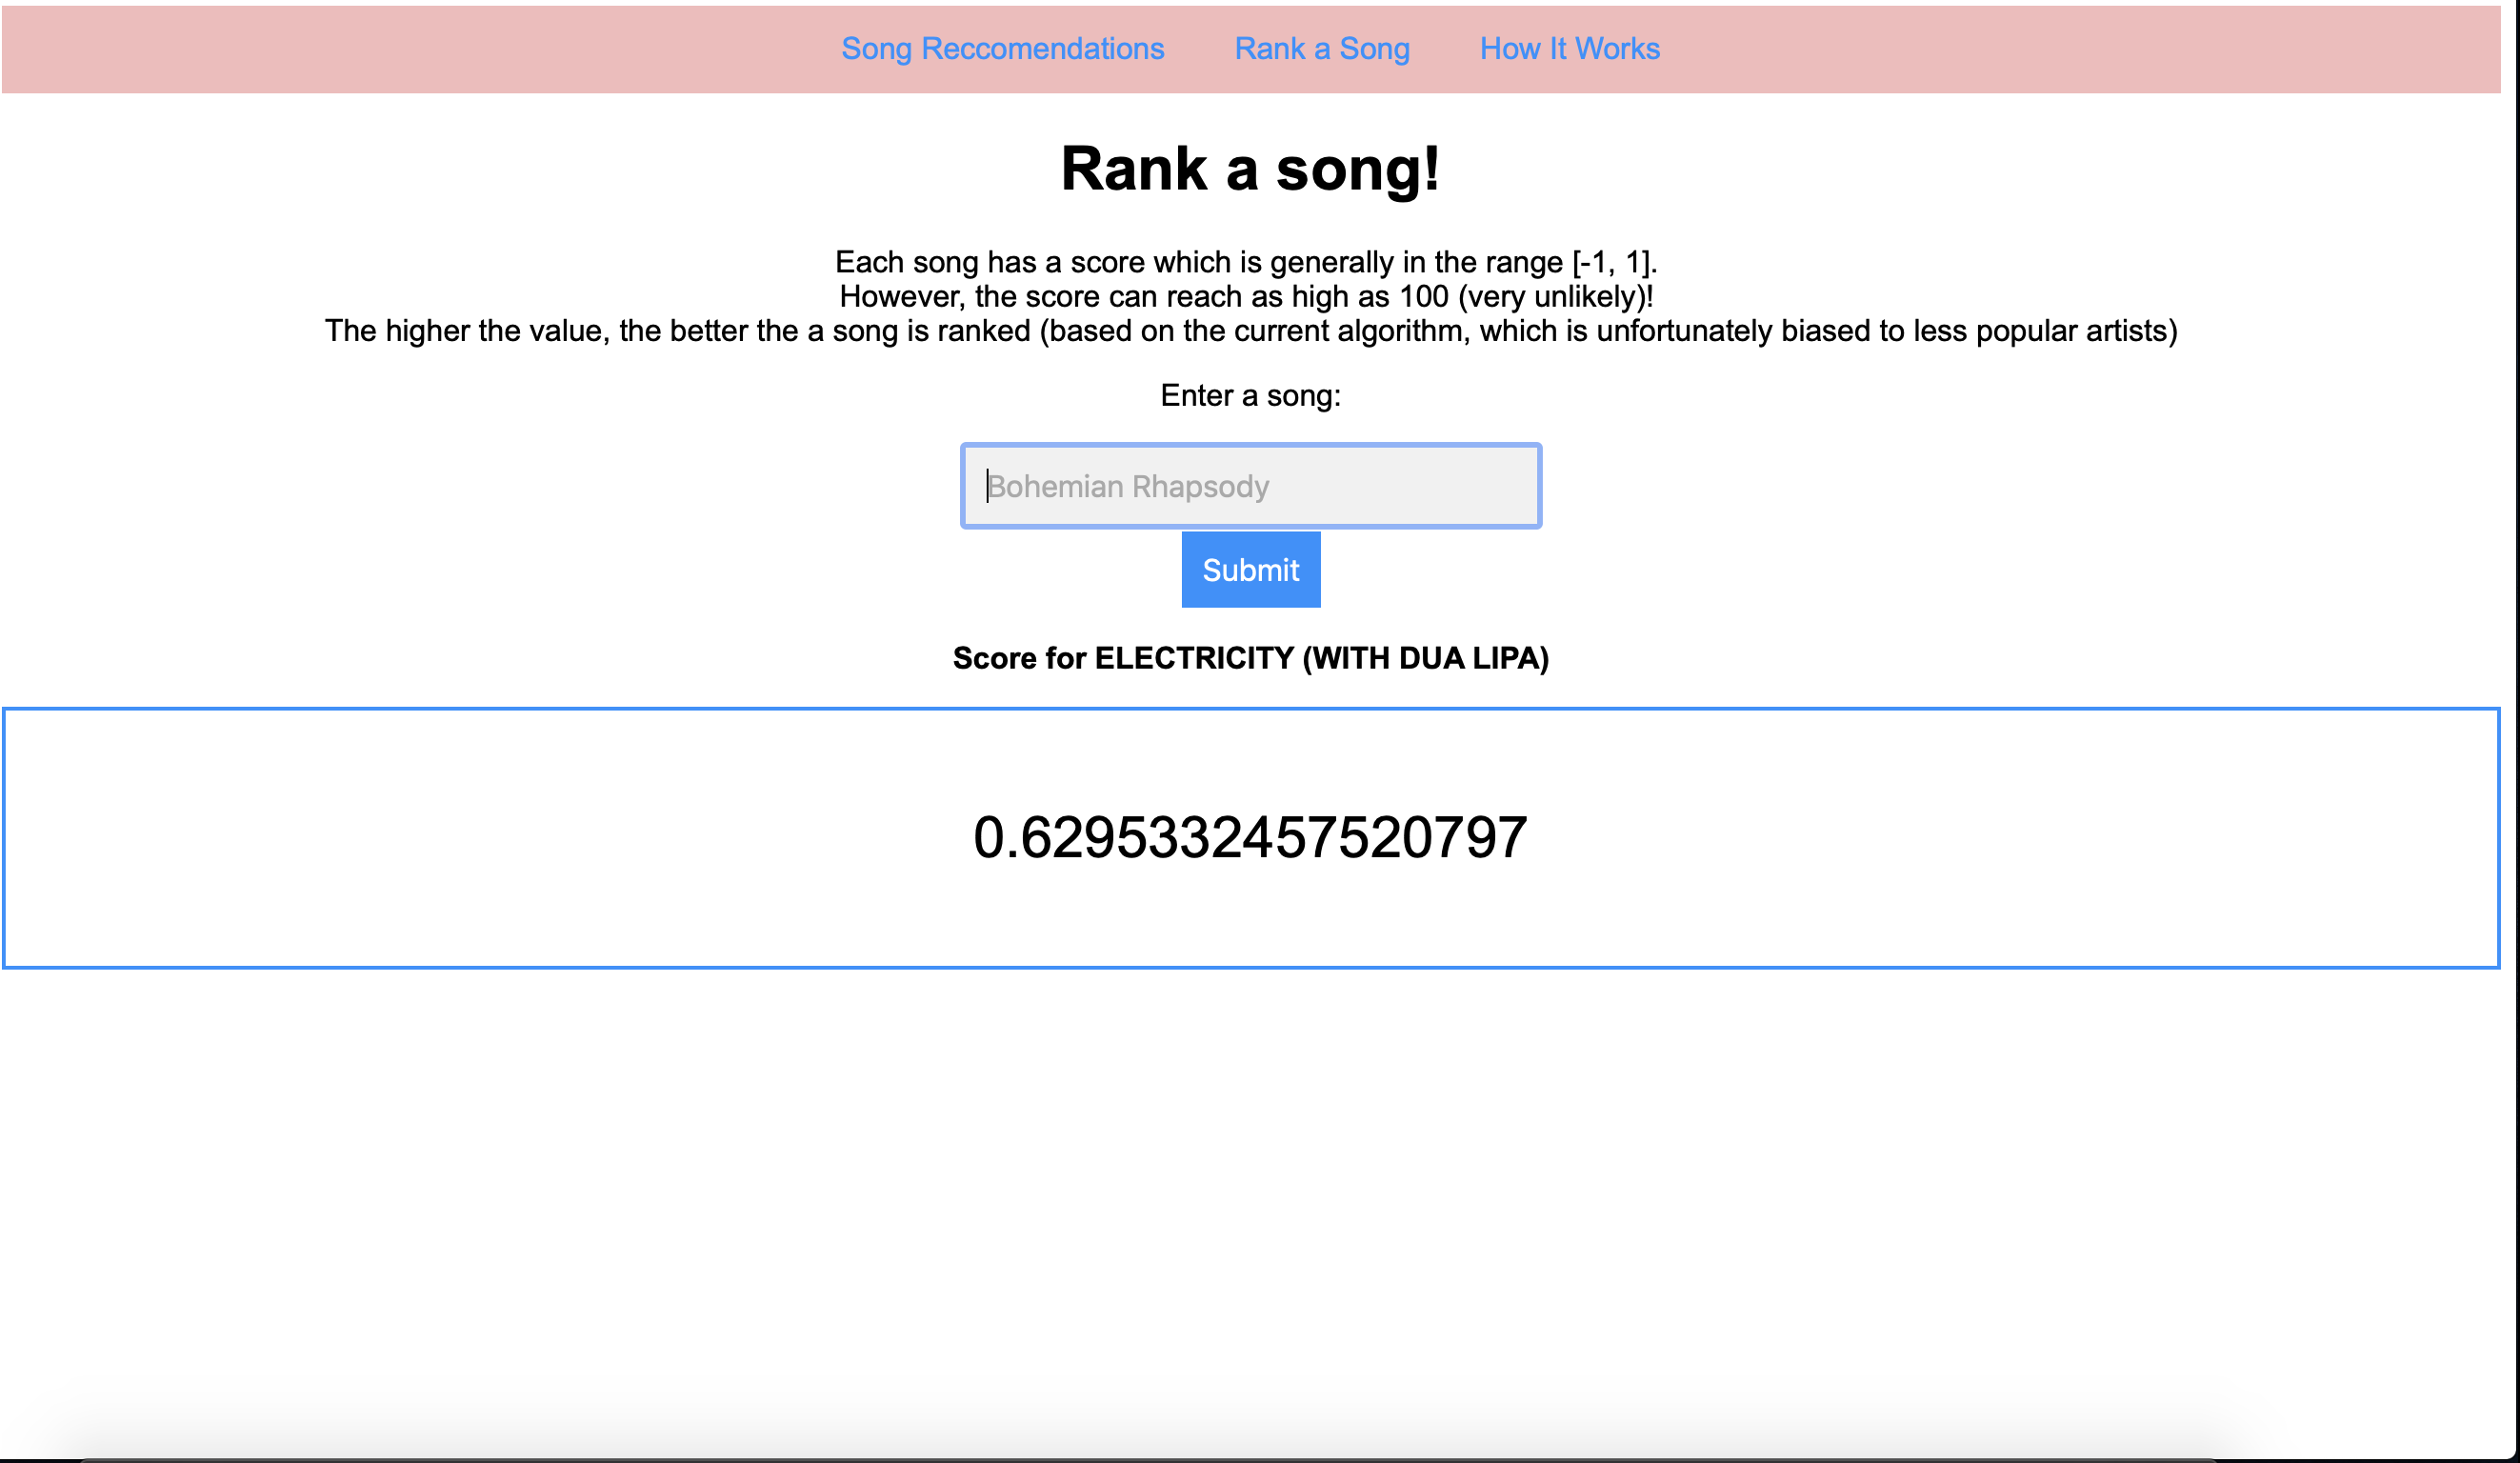 Song Reccomendations Rank a Song How It Works
Rank a song!
Each song has a score which is generally in the range [-1, 1].
However, the score can reach as high as 100 (very unlikely)!
The higher the value, the better the a song is ranked (based on the current algorithm, which is unfortunately biased to less popular artists)
Enter a song:
Bohemian Rhapsody
Submit
Score for ELECTRICITY (WITH DUA LIPA)
0.6295332457520797